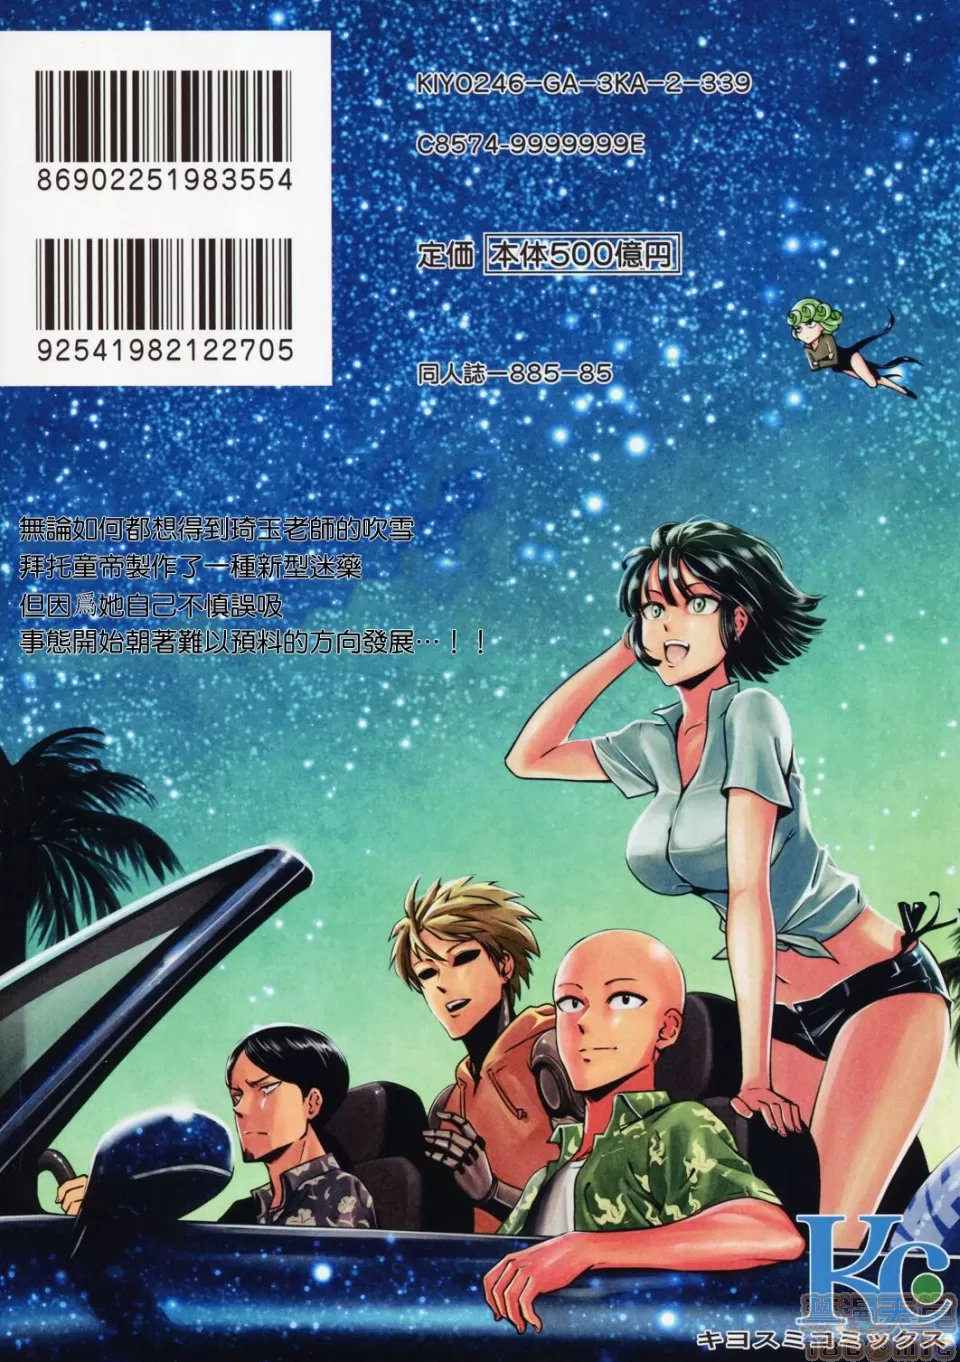 KIYO246-GA-3KA-2-339
C8574-9999999E
86902251983554
定価 本体500億円
92541982122705
同人誌-885-85
無論如何都想得到琦玉老師的吹雪
拜托童帝製作了一種新型迷藥
但因爲她自己不慎誤吸
事態開始朝著難以預料的方向發展…！！
KC
キヨスミコミックス